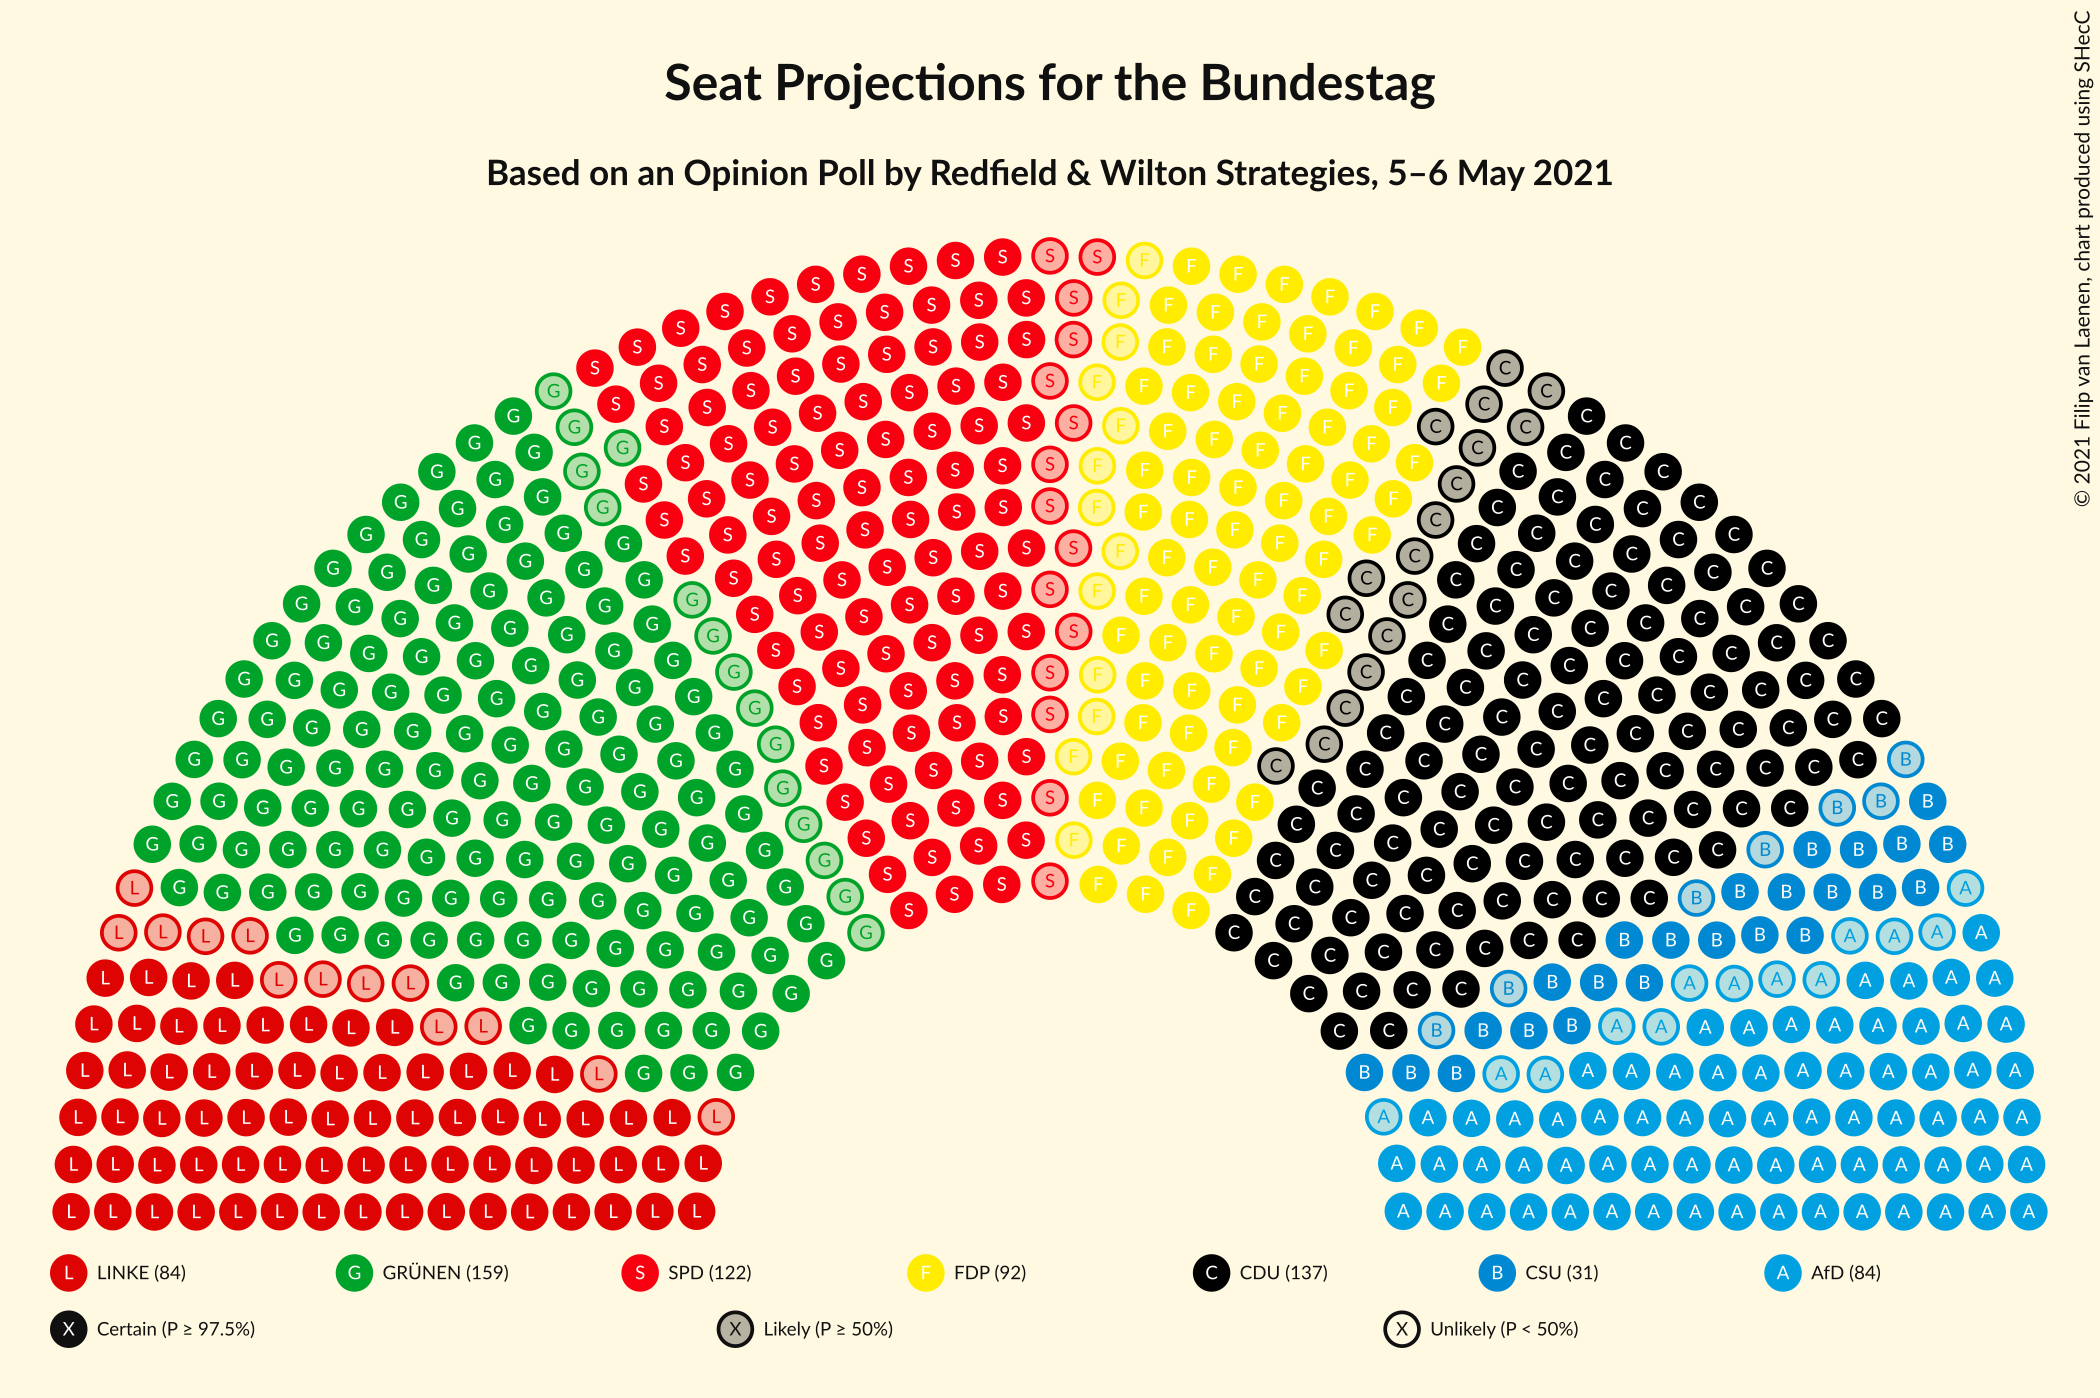 Seat Projections for the Bundestag
Based on an Opinion Poll by Redfield & Wilton Strategies, 5–6 May 2021
© 2021 Filip van Laenen, chart produced using SHecC
L LINKE (84) G GRÜNEN (159) S SPD (122) F FDP (92) C CDU (137) B CSU (31) A AfD (84)
X Certain (P ≥ 97.5%) X Likely (P ≥ 50%) X Unlikely (P < 50%)